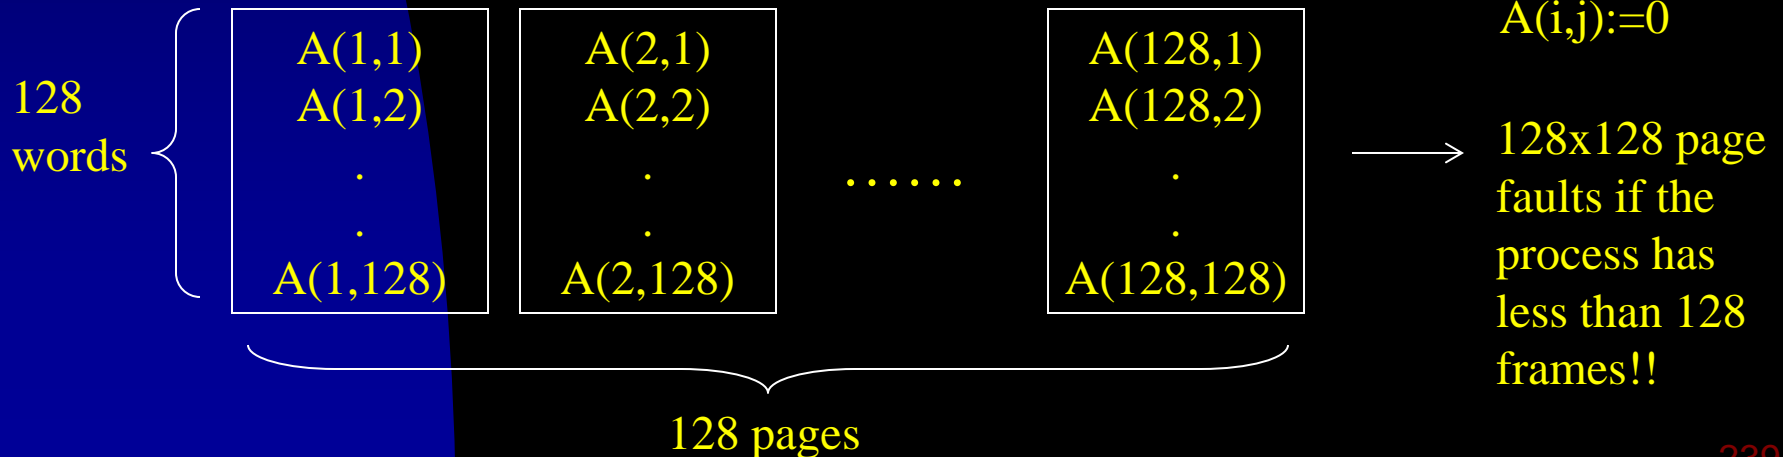 A(i,j):=0
128
words
A(1,1)
A(1,2)
.
.
A(1,128)
A(2,1)
A(2,2)
.
.
A(2,128)
......
A(128,1)
A(128,2)
.
.
A(128,128)
128x128 page
faults if the
process has
less than 128
frames!!
128 pages